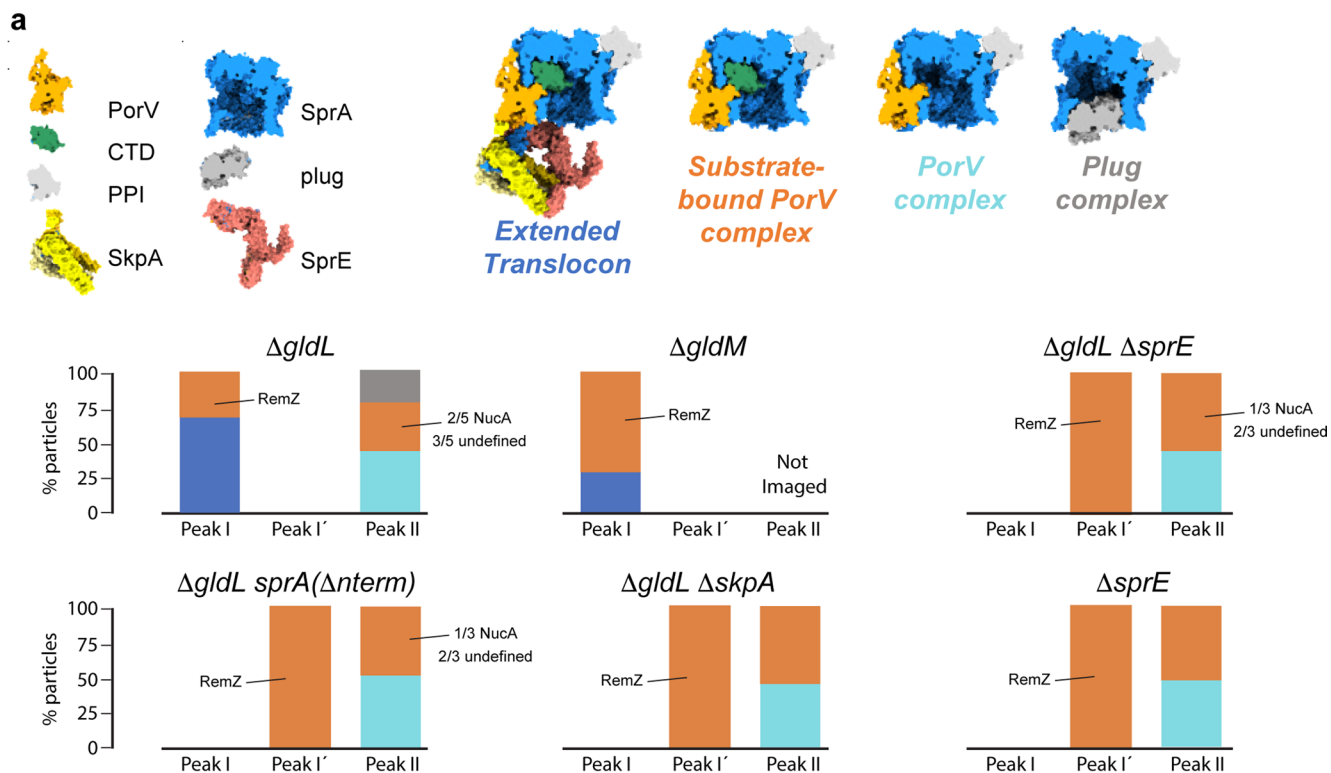 a
PorV
CTD
PPI
SkpA
SprA
plug
SprE
Extended
Translocon
Substrate-
bound PorV
complex
PorV
complex
Plug
complex
ΔgldL
% particles
100
75
50
25
0
RemZ
2/5 NucA
3/5 undefined
Peak I
Peak I´
Peak II
ΔgldM
RemZ
Not
Imaged
Peak I
Peak I´
Peak II
ΔgldL ΔsprE
RemZ
1/3 NucA
2/3 undefined
Peak I
Peak I´
Peak II
ΔgldL sprA(Δnterm)
% particles
100
75
50
25
0
RemZ
1/3 NucA
2/3 undefined
Peak I
Peak I´
Peak II
ΔgldL ΔskpA
RemZ
Peak I
Peak I´
Peak II
ΔsprE
RemZ
Peak I
Peak I´
Peak II